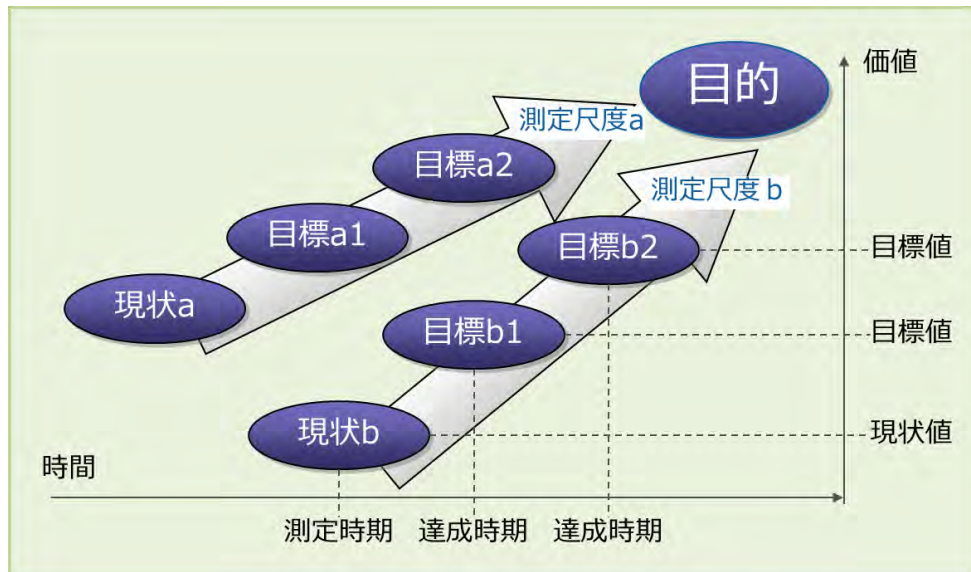 目的
価値
測定尺度a
目標a2
測定尺度b
目標a1
目標b2
目標値
現状a
目標b1
目標値
現状b
現状値
時間
測定時期
達成時期
達成時期